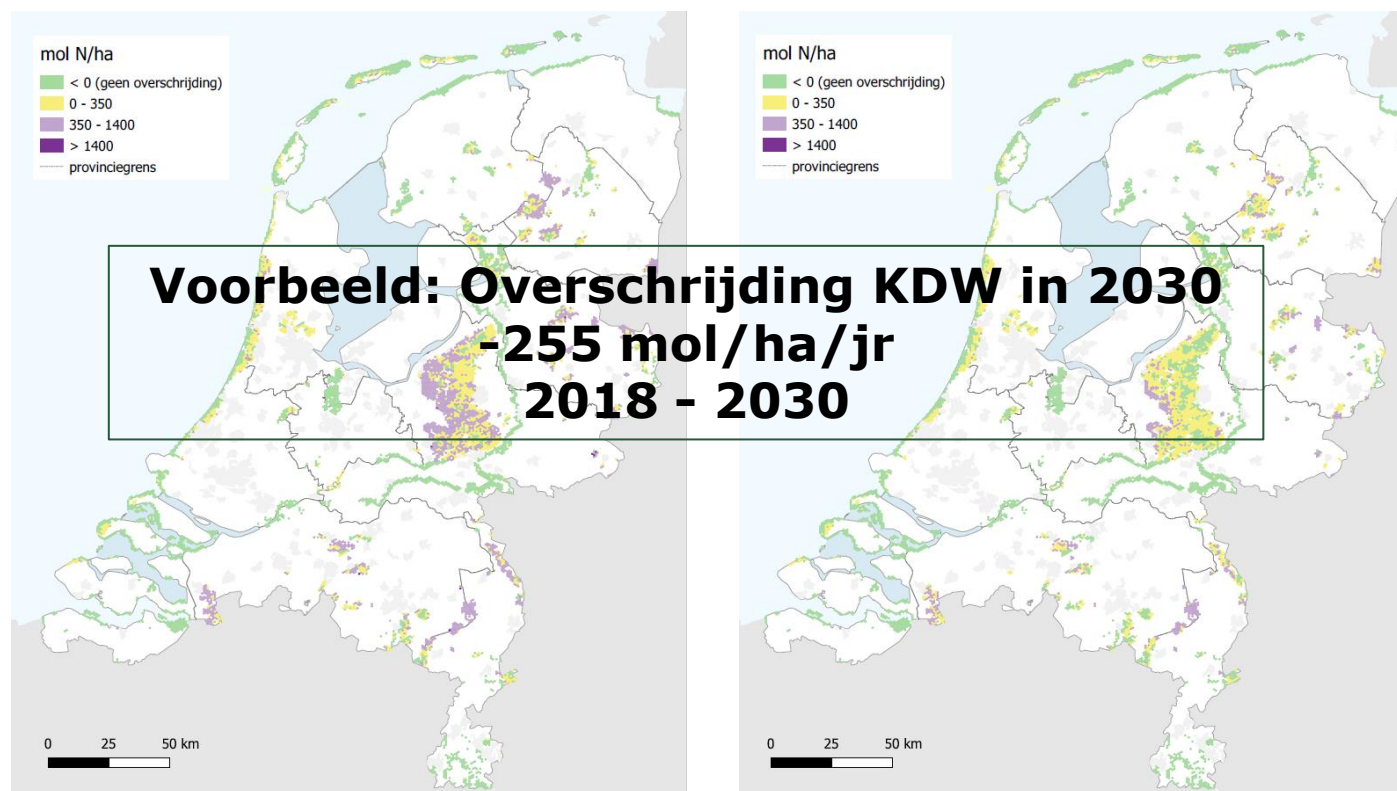 mol N/ha
< 0 (geen overschrijding)
0 - 350
350 - 1400
> 1400
provinciegrens
mol N/ha
< 0 (geen overschrijding)
0 - 350
350 - 1400
> 1400
provinciegrens
Voorbeeld: Overschrijding KDW in 2030
-255 mol/ha/jr
2018 - 2030
0 25 50 km
0 25 50 km